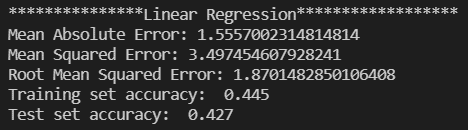 ***************Linear Regression******************
Mean Absolute Error: 1.5557002314814814
Mean Squared Error: 3.497454607928241
Root Mean Squared Error: 1.8701482850106408
Training set accuracy:  0.445
Test set accuracy:  0.427